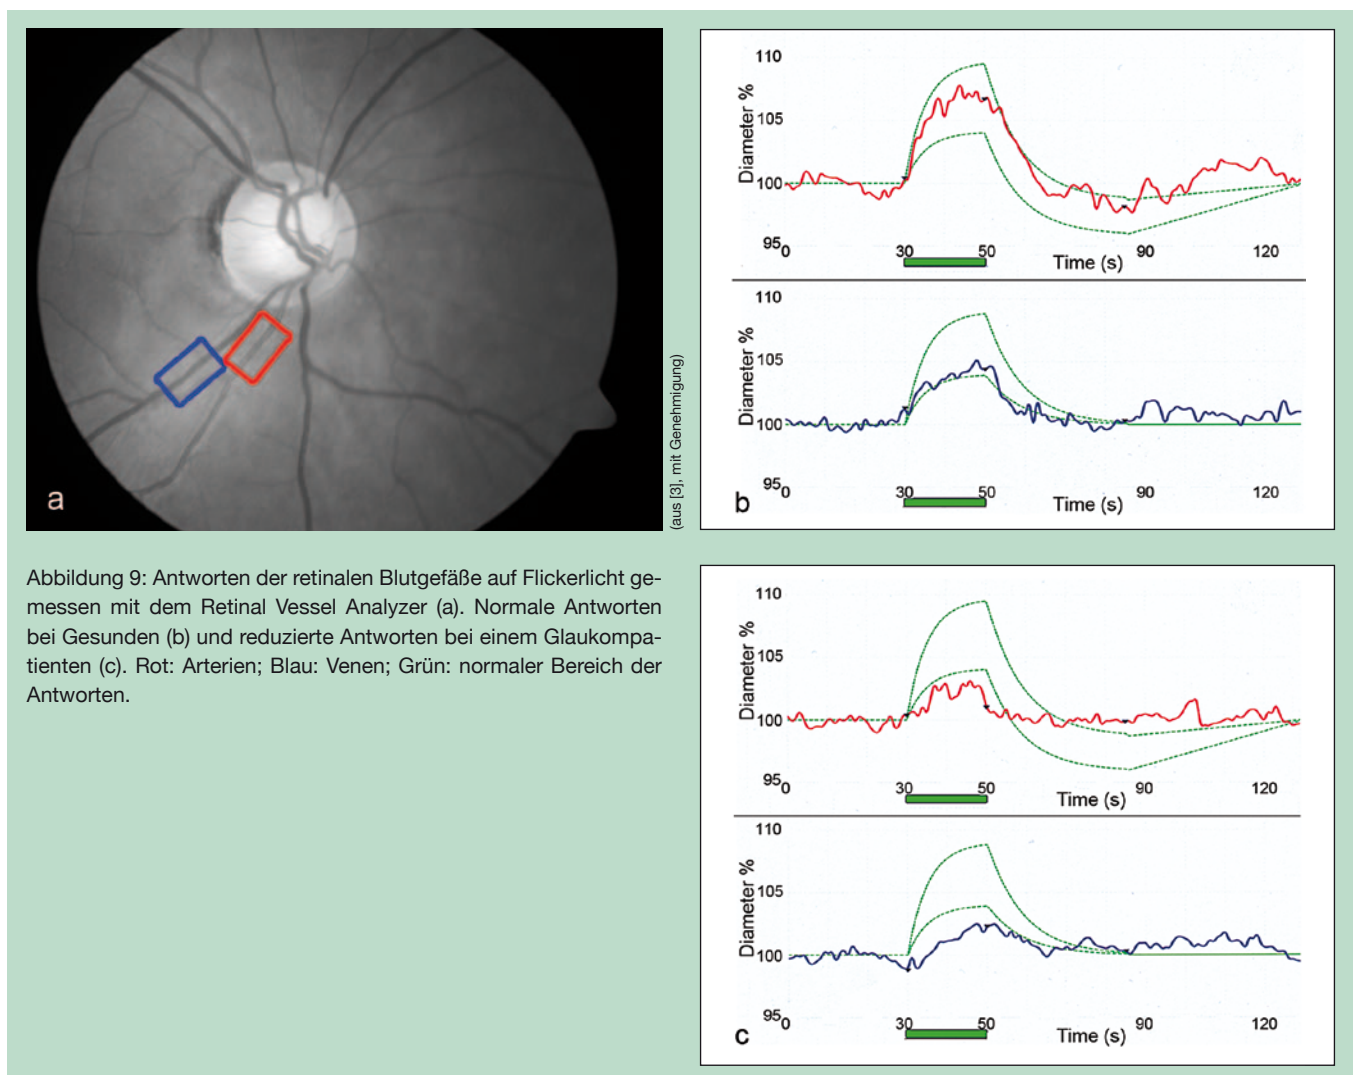 a
(aus [3], mit Genehmigung)
Abbildung 9: Antworten der retinalen Blutgefäße auf Flickerlicht ge-
messen mit dem Retinal Vessel Analyzer (a). Normale Antworten
bei Gesunden (b) und reduzierte Antworten bei einem Glaukompa-
tienten (c). Rot: Arterien; Blau: Venen; Grün: normaler Bereich der
Antworten.
110
105
100
95
Diameter %
0 30 50 90 120
Time (s)
110
105
100
95
Diameter %
0 30 50 90 120
Time (s)
b
110
105
100
95
Diameter %
0 30 50 90 120
Time (s)
110
105
100
95
Diameter %
0 30 50 90 120
Time (s)
c